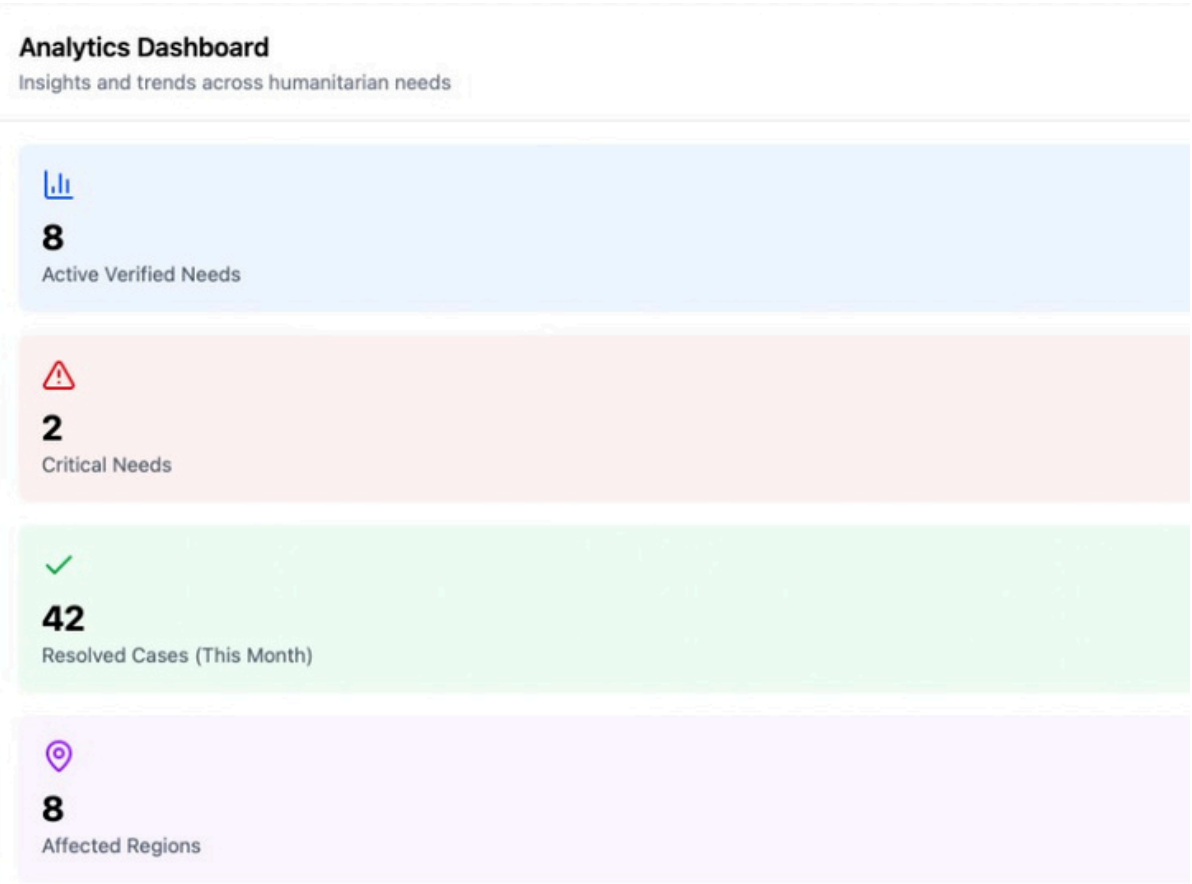 Analytics Dashboard
Insights and trends across humanitarian needs
8
Active Verified Needs
2
Critical Needs
42
Resolved Cases (This Month)
8
Affected Regions